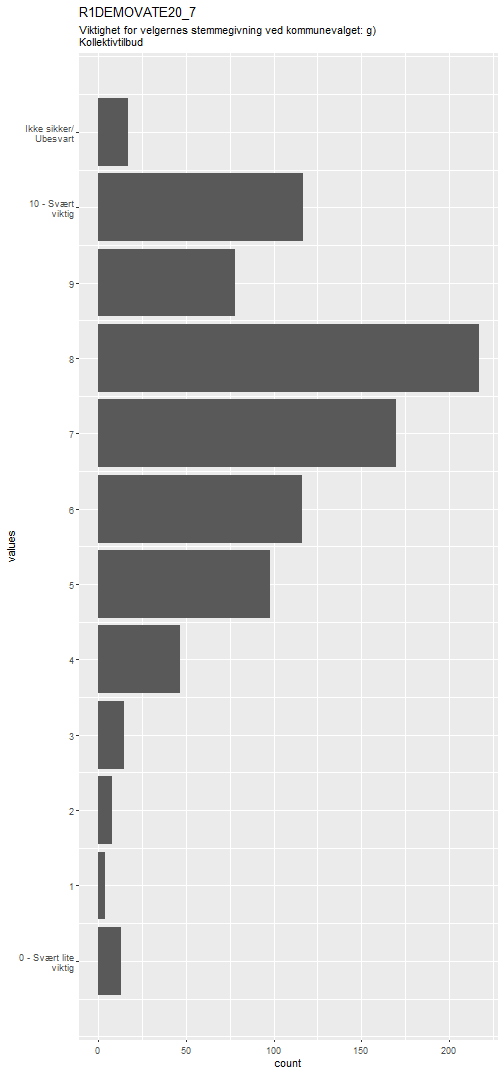 R1DEMOVATE20_7
Viktighet for velgernes stemmegivning ved kommunevalget: g)
Kollektivtilbud
Ikke sikker/
Ubesvart
10 - Svært
viktig
9
8
7
6
5
4
3
2
1
0 - Svært lite
viktig
values
0
50
100
150
200
count